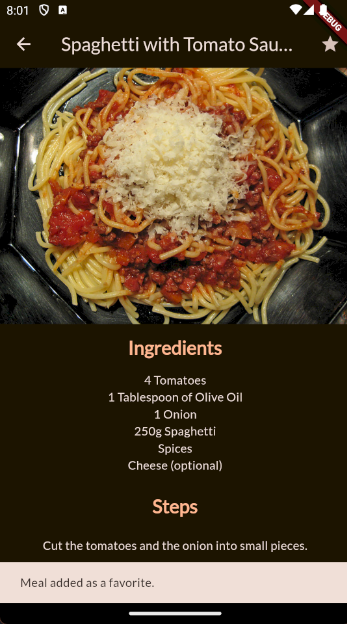 8:01
DEBUG
Spaghetti with Tomato Sau...
Ingredients
4 Tomatoes
1 Tablespoon of Olive Oil
1 Onion
250g Spaghetti
Spices
Cheese (optional)
Steps
Cut the tomatoes and the onion into small pieces.
Meal added as a favorite.